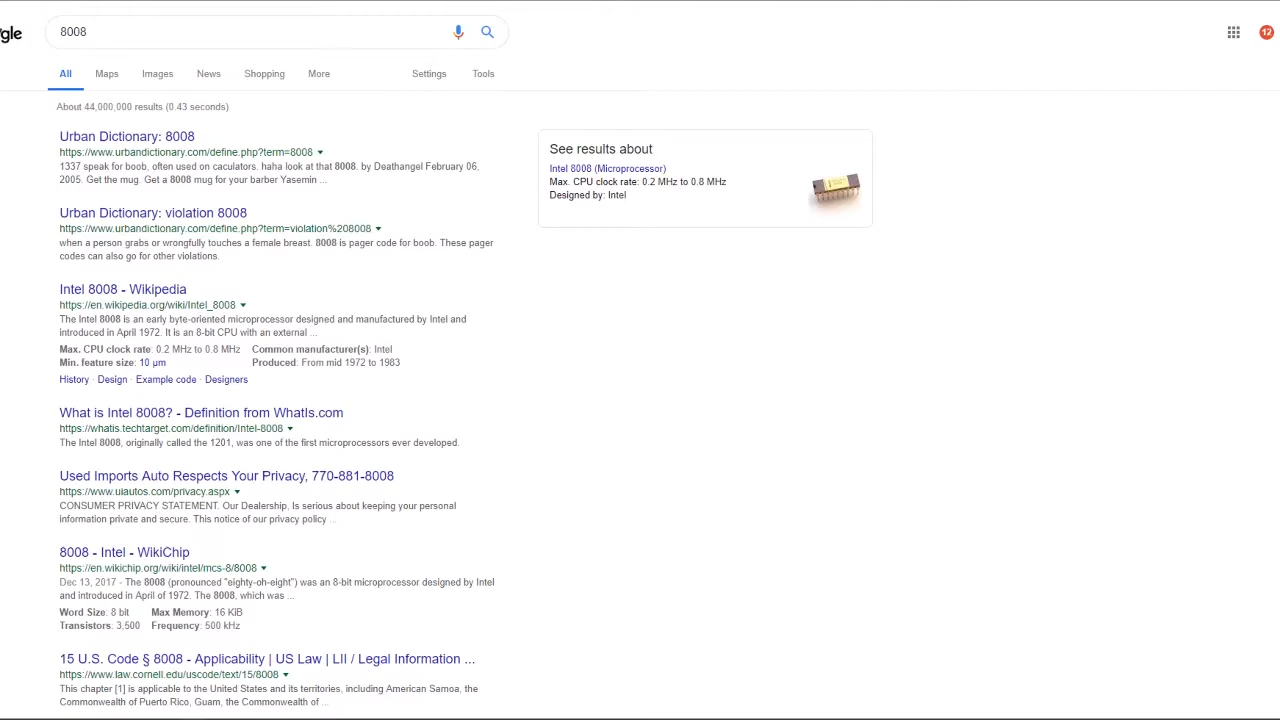 gle
8008
12
All Maps Images News Shopping More Settings Tools
About 44,000,000 results (0.43 seconds)
Urban Dictionary: 8008
https://www.urbandictionary.com/define.php?term=8008
1337 speak for boob, often used on caculators. haha look at that 8008. by Deathangel February 06,
2005. Get the mug. Get a 8008 mug for your barber Yasemin ...
Urban Dictionary: violation 8008
https://www.urbandictionary.com/define.php?term=violation%208008
when a person grabs or wrongfully touches a female breast. 8008 is pager code for boob. These pager
codes can also go for other violations.
Intel 8008 - Wikipedia
https://en.wikipedia.org/wiki/Intel_8008
The Intel 8008 is an early byte-oriented microprocessor designed and manufactured by Intel and
introduced in April 1972. It is an 8-bit CPU with an external ...
Max. CPU clock rate: 0.2 MHz to 0.8 MHz Common manufacturer(s): Intel
Min. feature size: 10 μm Produced: From mid 1972 to 1983
History · Design · Example code · Designers
What is Intel 8008? - Definition from WhatIs.com
https://whatis.techtarget.com/definition/Intel-8008
The Intel 8008, originally called the 1201, was one of the first microprocessors ever developed.
Used Imports Auto Respects Your Privacy, 770-881-8008
https://www.uiautos.com/privacy.aspx
CONSUMER PRIVACY STATEMENT. Our Dealership, Is serious about keeping your personal
information private and secure. This notice of our privacy policy ...
8008 - Intel - WikiChip
https://en.wikichip.org/wiki/intel/mcs-8/8008
Dec 13, 2017 - The 8008 (pronounced "eighty-oh-eight") was an 8-bit microprocessor designed by Intel
and introduced in April of 1972. The 8008, which was ...
Word Size: 8 bit Max Memory: 16 KiB
Transistors: 3,500 Frequency: 500 kHz
15 U.S. Code § 8008 - Applicability | US Law | LII / Legal Information ...
https://www.law.cornell.edu/uscode/text/15/8008
This chapter [1] is applicable to the United States and its territories, including American Samoa, the
Commonwealth of Puerto Rico, Guam, the Commonwealth of ...
See results about
Intel 8008 (Microprocessor)
Max. CPU clock rate: 0.2 MHz to 0.8 MHz
Designed by: Intel